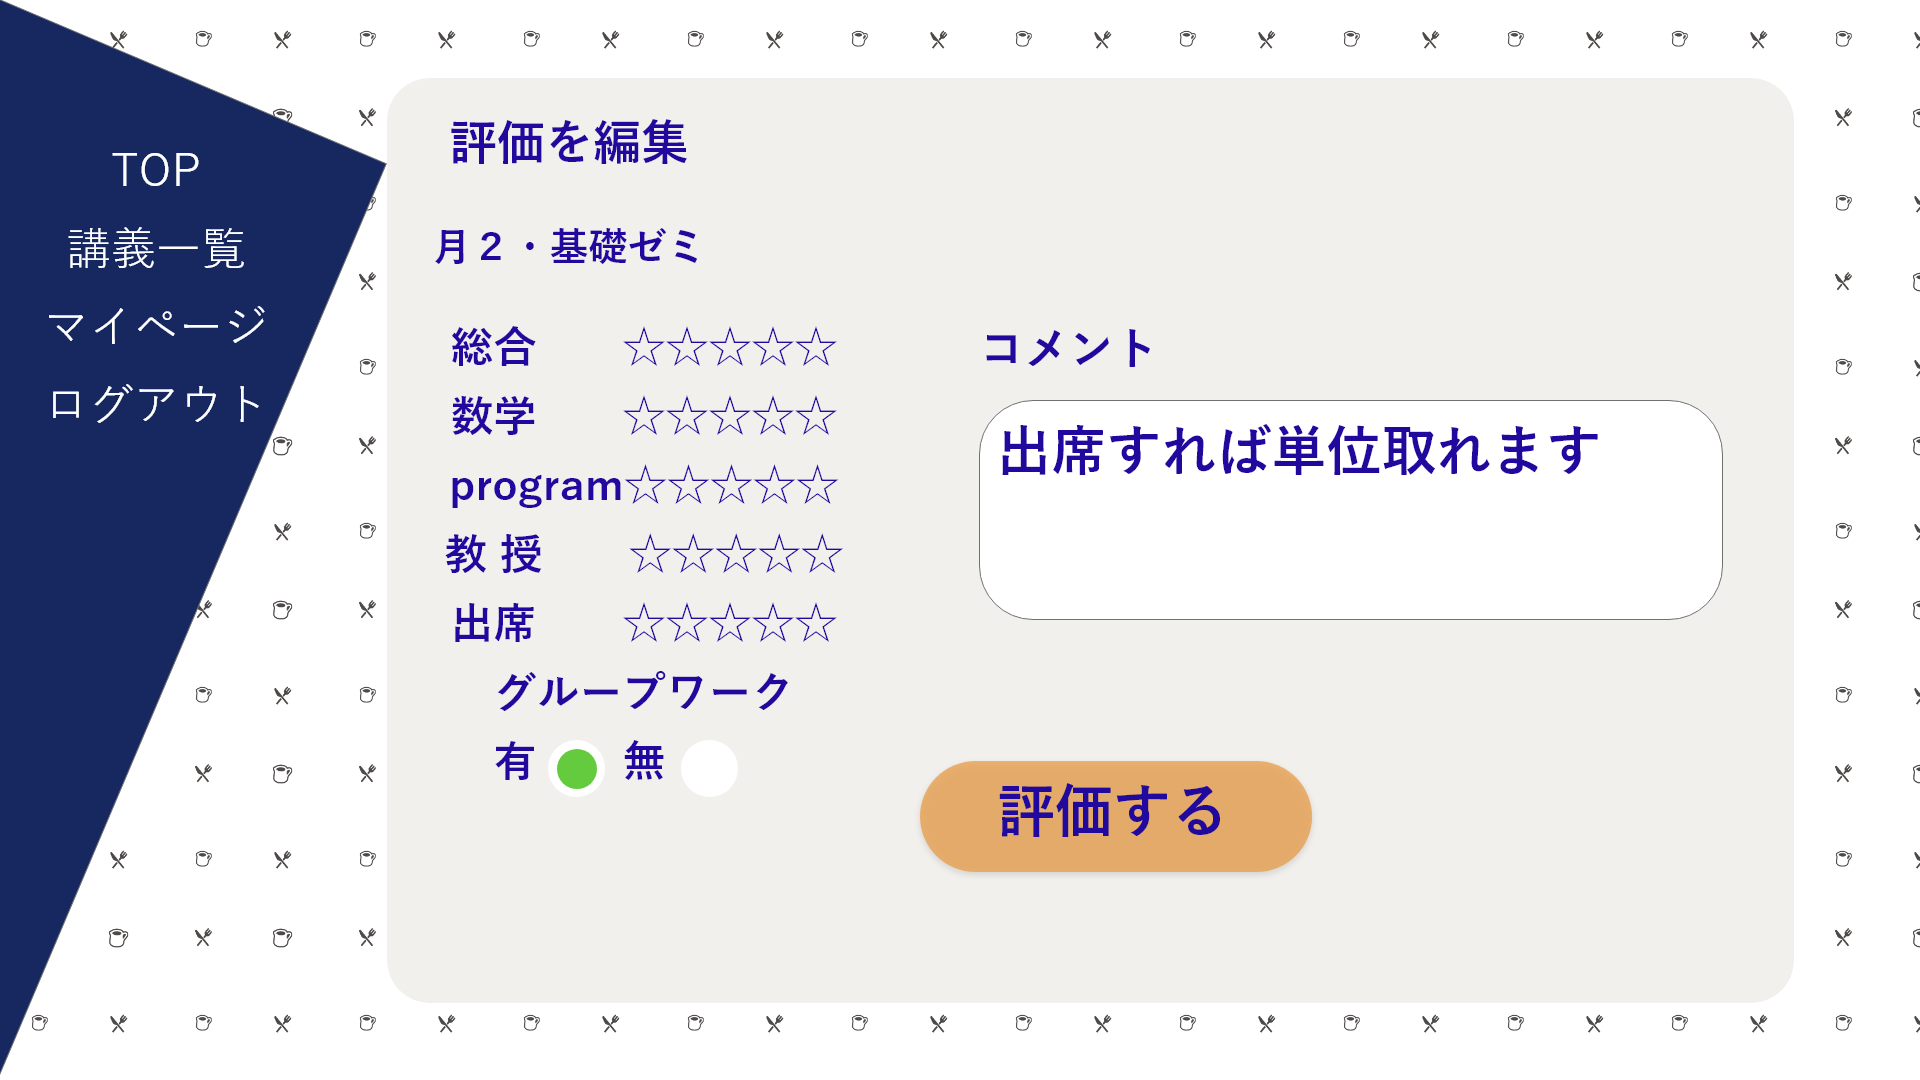 TOP
講義一覧
マイページ
ログアウト
評価を編集
月２・基礎ゼミ
総合 ☆☆☆☆☆
数学 ☆☆☆☆☆
program☆☆☆☆☆
教 授 ☆☆☆☆☆
出席 ☆☆☆☆☆
グループワーク
有 無
コメント
出席すれば単位取れます
評価する